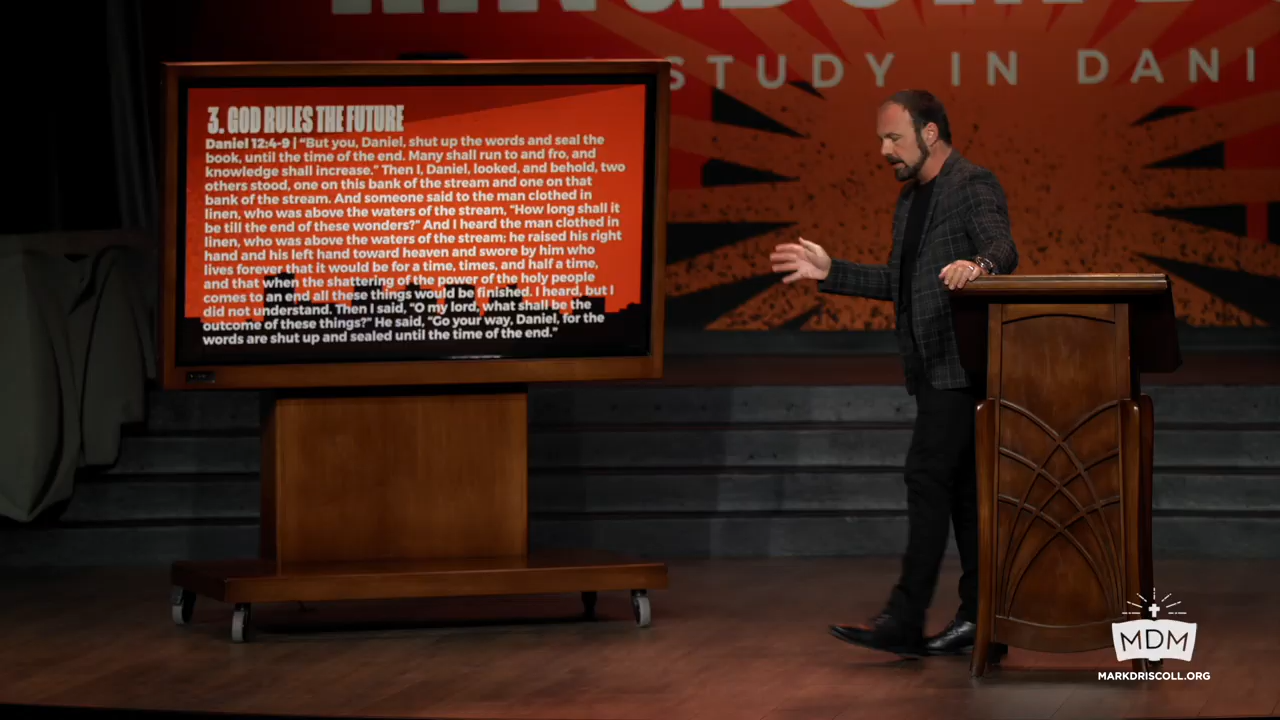 STUDY IN DANI
3. GOD RULES THE FUTURE
Daniel 12:4-9 | “But you, Daniel, shut up the words and seal the
book, until the time of the end. Many shall run to and fro, and
knowledge shall increase.” Then I, Daniel, looked, and behold, two
others stood, one on this bank of the stream and one on that
bank of the stream. And someone said to the man clothed in
linen, who was above the waters of the stream, “How long shall it
be till the end of these wonders?” And I heard the man clothed in
linen, who was above the waters of the stream; he raised his right
hand and his left hand toward heaven and swore by him who
lives forever that it would be for a time, times, and half a time,
and that when the shattering of the power of the holy people
comes to an end all these things would be finished. I heard, but I
did not understand. Then I said, “O my lord, what shall be the
outcome of these things?” He said, “Go your way, Daniel, for the
words are shut up and sealed until the time of the end.”
MDM
MARKDRISCOLL.ORG